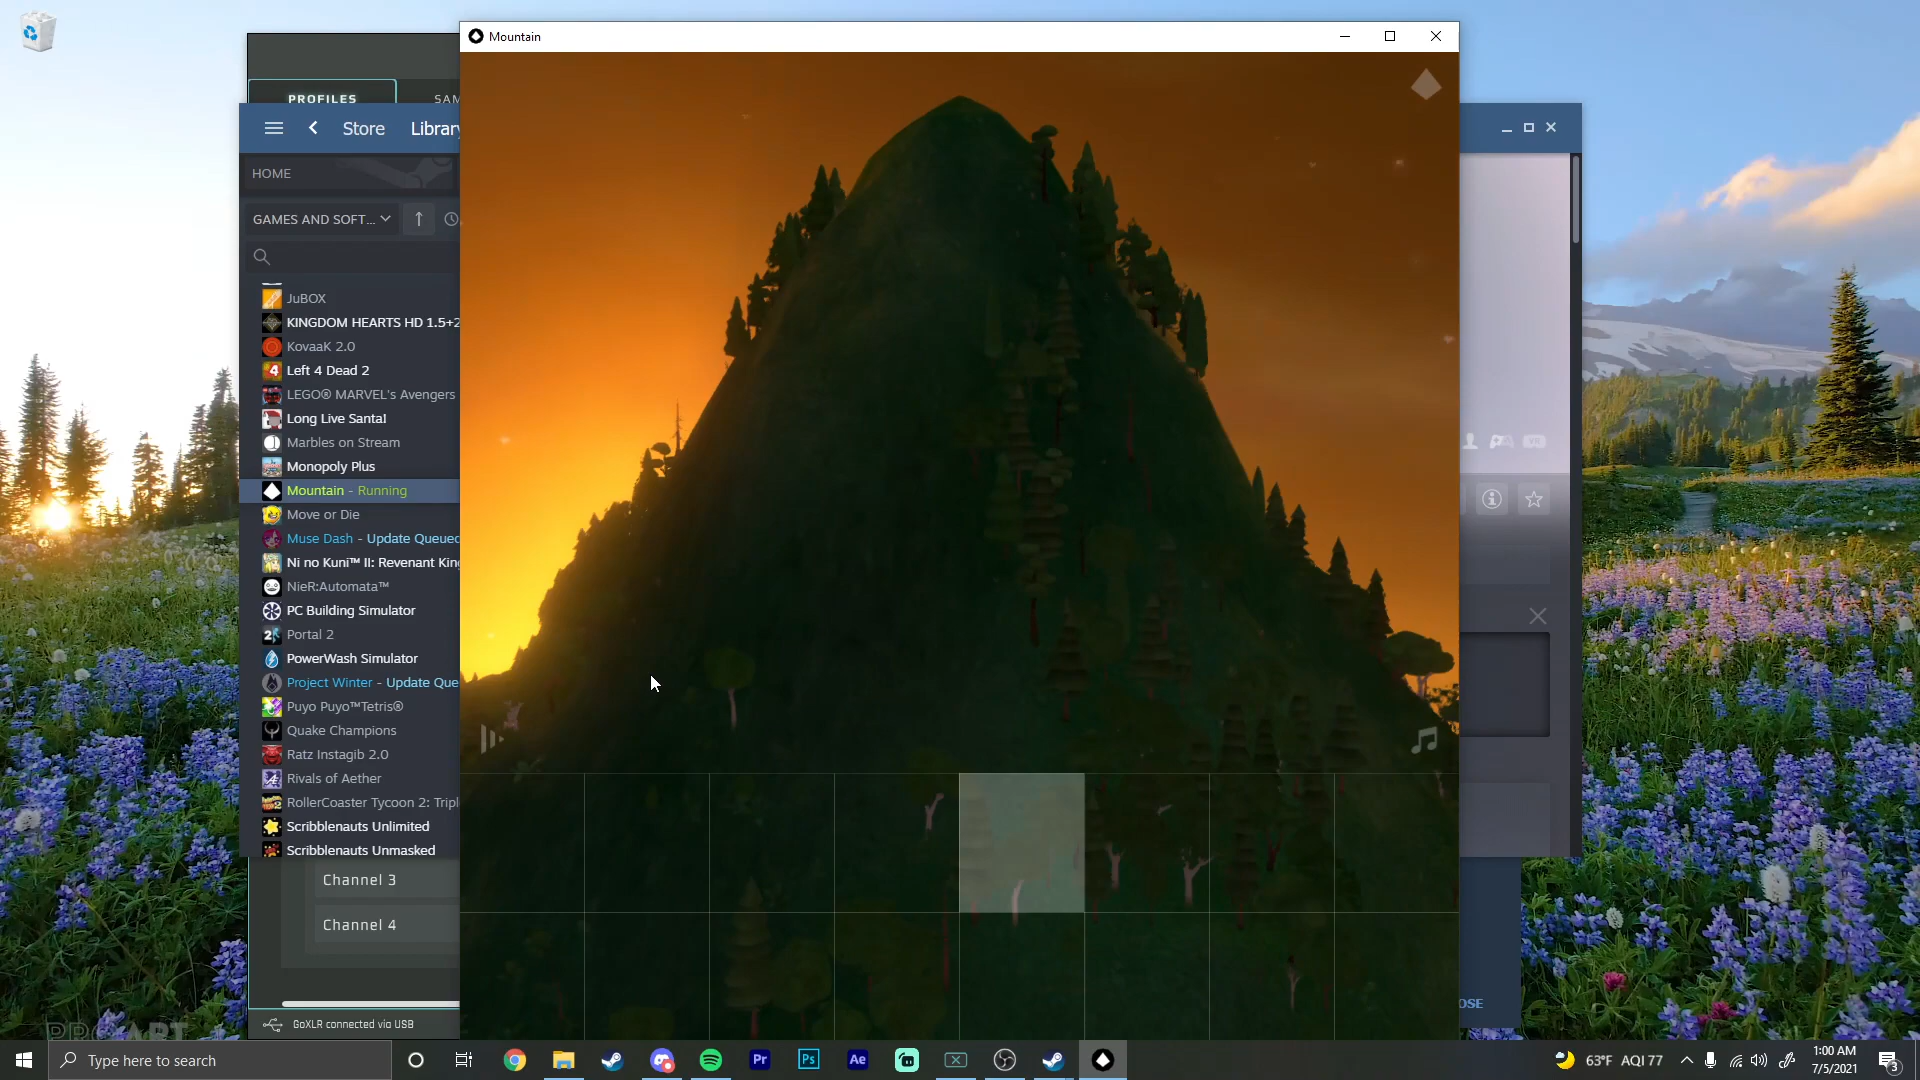 Mountain
PROFILES
SAM
Store
Library
HOME
GAMES AND SOFT...
JuBOX
KINGDOM HEARTS HD 1.5+2
KovaaK 2.0
Left 4 Dead 2
LEGO® MARVEL's Avengers
Long Live Santa!
Marbles on Stream
Monopoly Plus
Mountain - Running
Move or Die
Muse Dash - Update Queued
Ni no Kuni™ II: Revenant King
NieR:Automata™
PC Building Simulator
Portal 2
PowerWash Simulator
Project Winter - Update Que
Puyo Puyo™Tetris®
Quake Champions
Ratz Instagib 2.0
Rivals of Aether
RollerCoaster Tycoon 2: Tripl
Scribblenauts Unlimited
Scribblenauts Unmasked
Channel 3
Channel 4
OSE
GoXLR connected via USB
PROART
Type here to search
Pr
Ps
Ae
63°F AQI 77
1:00 AM
7/5/2021
3